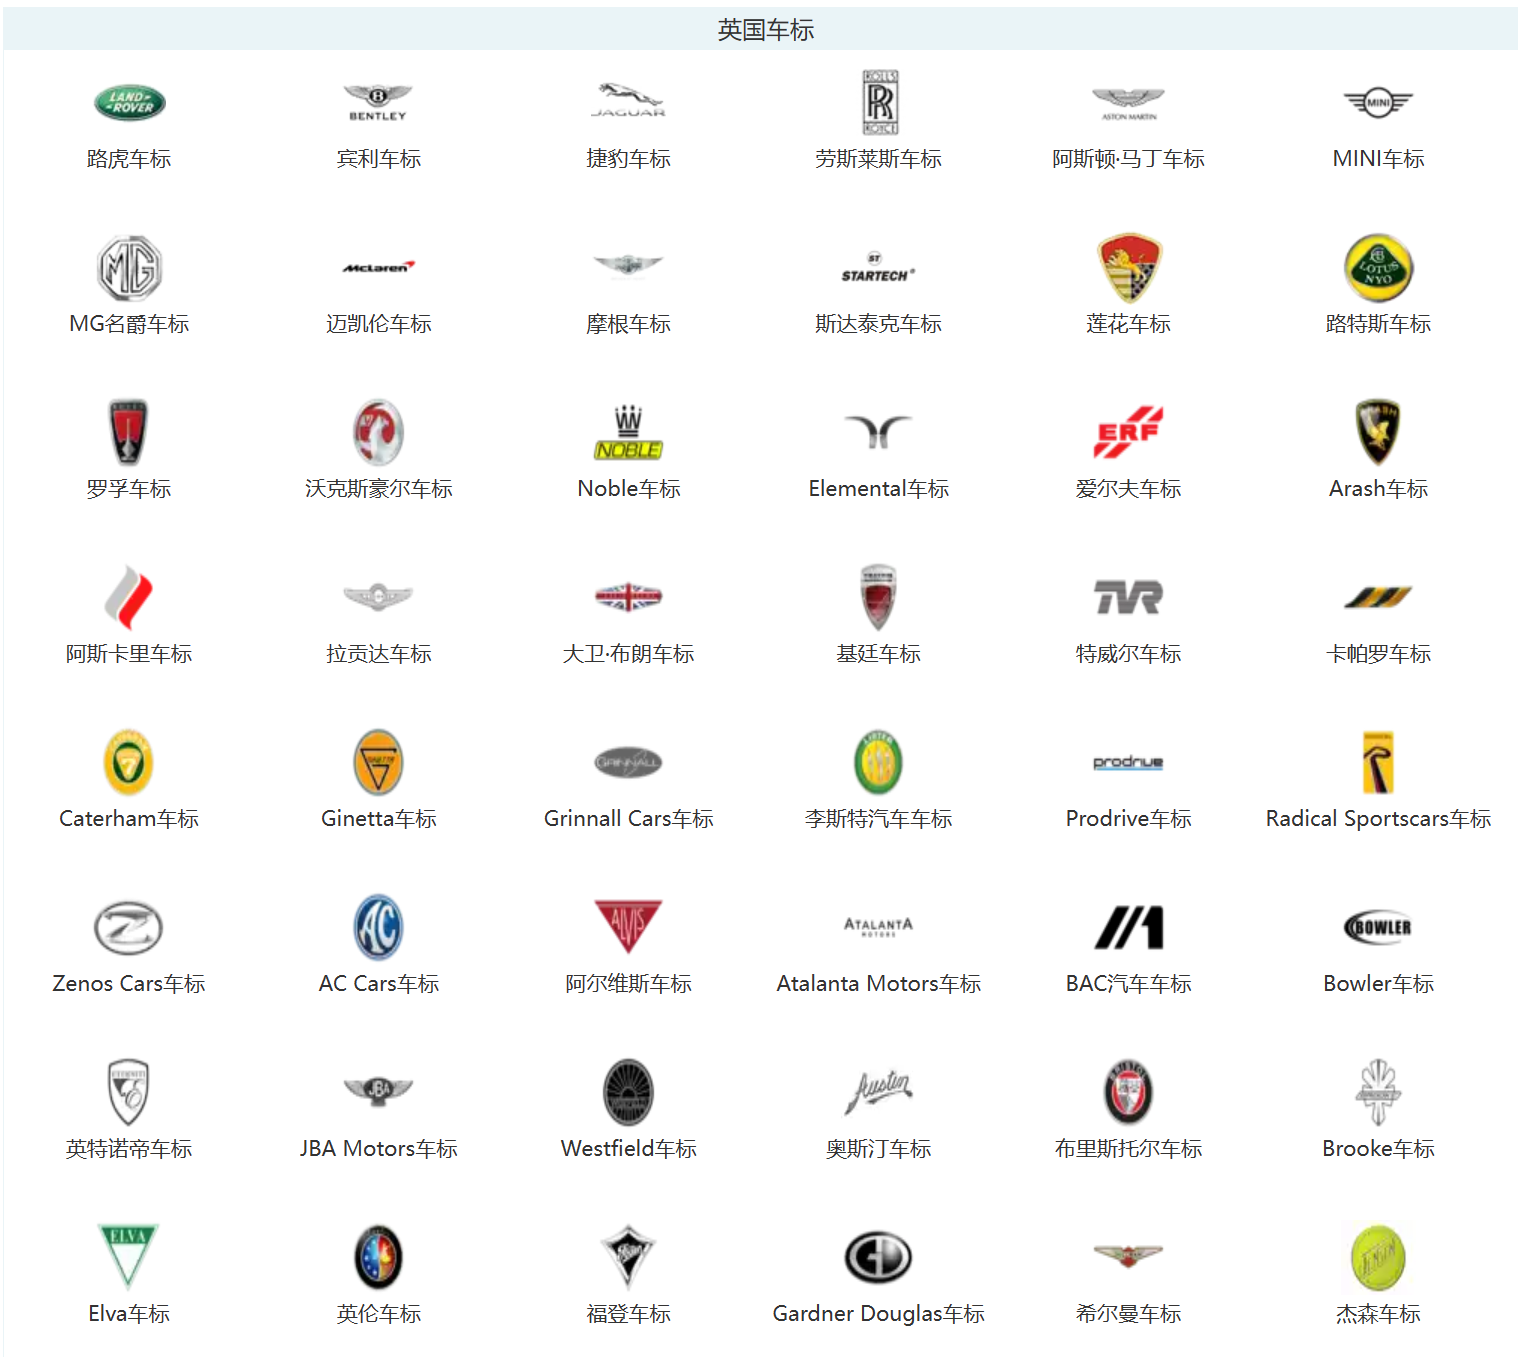 英国车标
LAND-
-ROVER
B
BENTLEY
JAGUAR
ROLLS
RR
ROYCE
ASTON MARTIN
MINI
路虎车标
宾利车标
捷豹车标
劳斯莱斯车标
阿斯顿·马丁车标
MINI车标
MG
McLaren
ST
STARTECH
LOTUS
NYO
MG名爵车标
迈凯伦车标
摩根车标
斯达泰克车标
莲花车标
路特斯车标
NOBLE
ERF
ARASH
罗孚车标
沃克斯豪尔车标
Noble车标
Elemental车标
爱尔夫车标
Arash车标
TVR
阿斯卡里车标
拉贡达车标
大卫·布朗车标
基廷车标
特威尔车标
卡帕罗车标
7
GINETTA
GRINNALL
LISTER
prodrive
Caterham车标
Ginetta车标
Grinnall Cars车标
李斯特汽车车标
Prodrive车标
Radical Sportscars车标
Z
AC
ALVIS
ATALANTA
MOTORS
BOWLER
Zenos Cars车标
AC Cars车标
阿尔维斯车标
Atalanta Motors车标
BAC汽车车标
Bowler车标
JBA
Austin
BRISTOL
英特诺帝车标
JBA Motors车标
Westfield车标
奥斯汀车标
布里斯托尔车标
Brooke车标
ELVA
GD
JENSEN
Elva车标
英伦车标
福登车标
Gardner Douglas车标
希尔曼车标
杰森车标